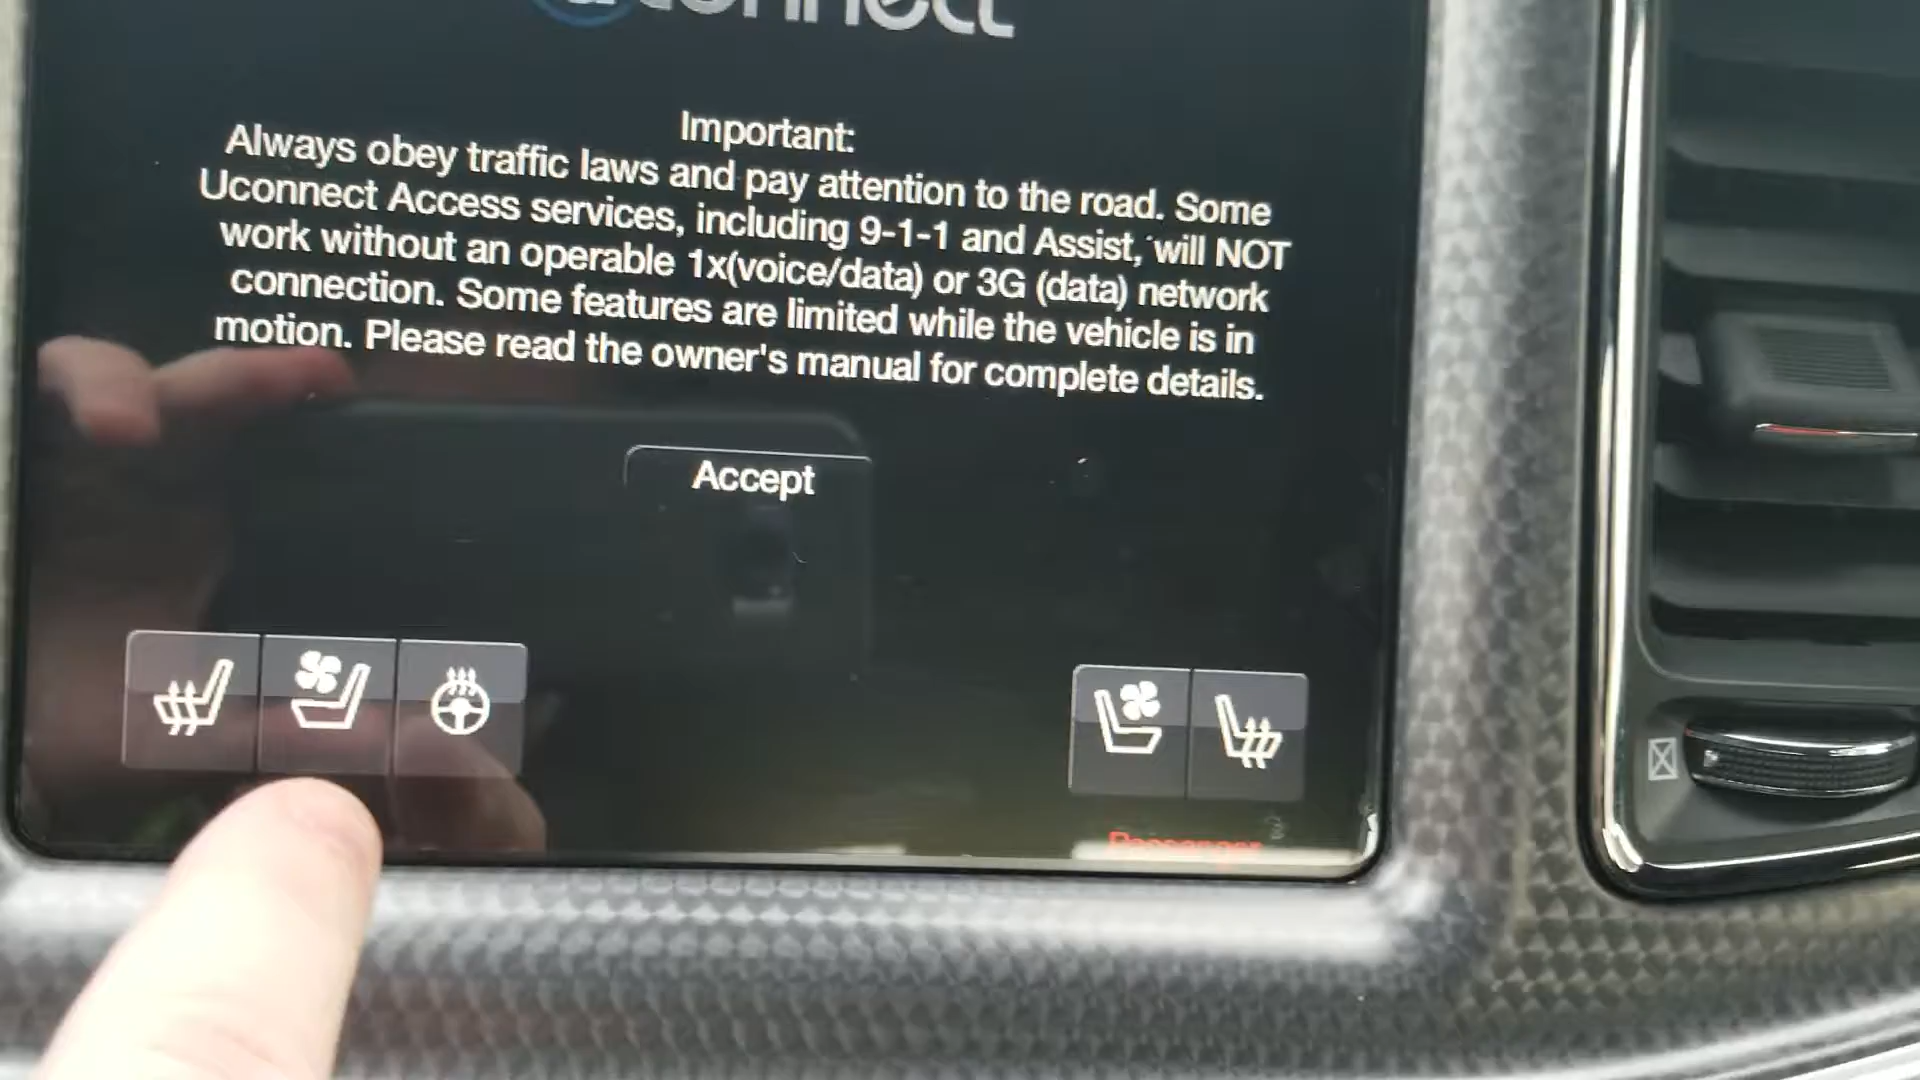 Important:
Always obey traffic laws and pay attention to the road. Some
Uconnect Access services, including 9-1-1 and Assist, will NOT
work without an operable 1x(voice/data) or 3G (data) network
connection. Some features are limited while the vehicle is in
motion. Please read the owner's manual for complete details.
Accept
Passenger